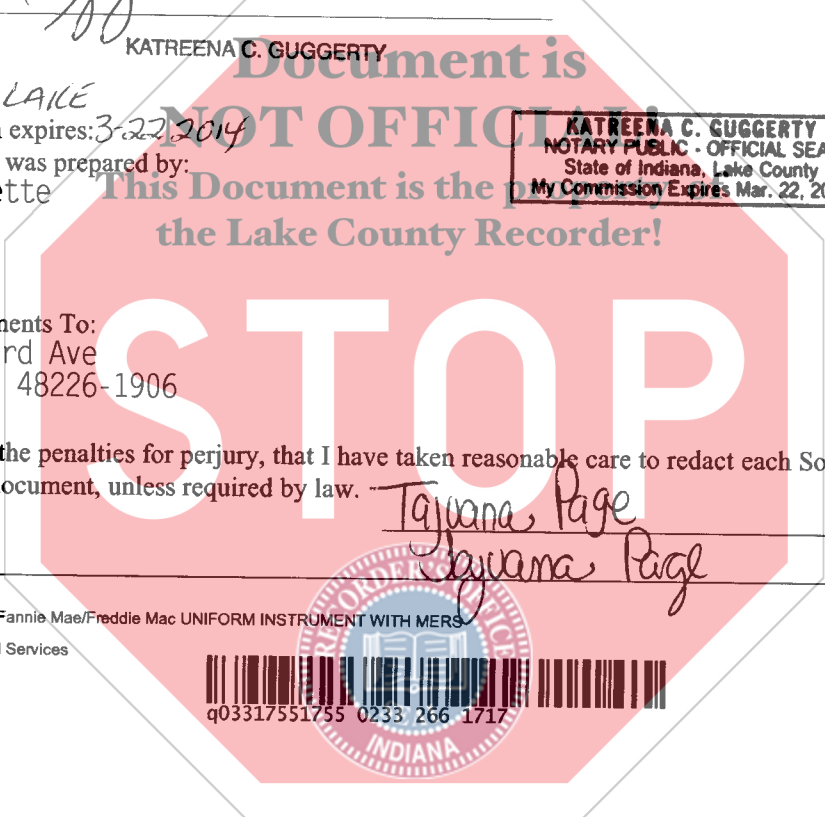 Document is
KATREENA C. GUGGERTY
LAKE
NOT OFFICIAL!
expires: 3-22-2014
KATREENA C. GUGGERTY
NOTARY PUBLIC - OFFICIAL SEA
State of Indiana, Lake County
My Commission Expires Mar. 22, 20
was prepared by:
ette
This Document is the property of
the Lake County Recorder!
ments To:
rd Ave
48226-1906
STOP
the penalties for perjury, that I have taken reasonable care to redact each So
ocument, unless required by law.
Tajuana Page
Tajuana Page
Fannie Mae/Freddie Mac UNIFORM INSTRUMENT WITH MERS
Services
RECORDER'S OFFICE
q03317551755 0233 266 1717
INDIANA